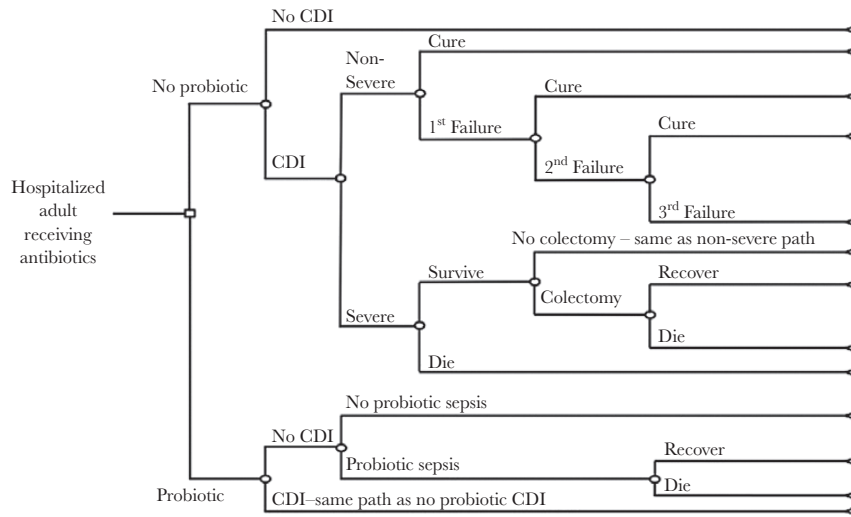 No CDI
Cure
Non-
Severe
No probiotic
Cure
1st Failure
Cure
CDI
2nd Failure
Hospitalized
adult
receiving
antibiotics
3rd Failure
No colectomy – same as non-severe path
Survive
Recover
Colectomy
Severe
Die
Die
No probiotic sepsis
No CDI
Recover
Probiotic sepsis
Die
Probiotic
CDI–same path as no probiotic CDI